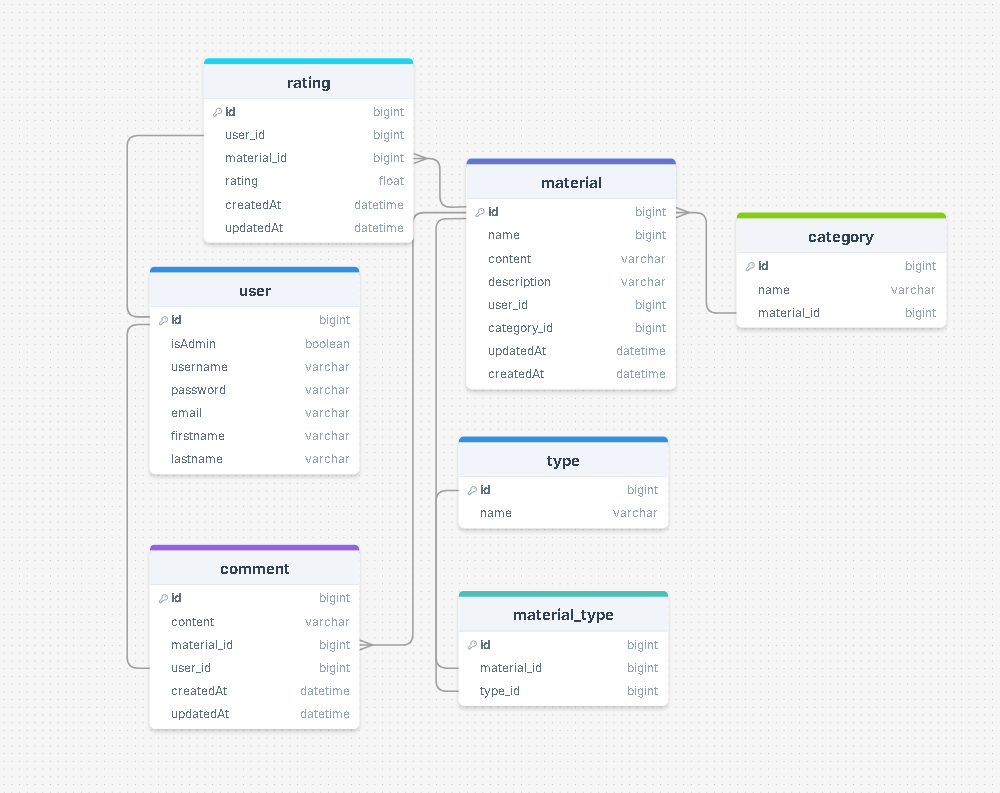 rating
id bigint
user_id bigint
material_id bigint
rating float
createdAt datetime
updatedAt datetime
material
id bigint
name bigint
content varchar
description varchar
user_id bigint
category_id bigint
updatedAt datetime
createdAt datetime
category
id bigint
name varchar
material_id bigint
user
id bigint
isAdmin boolean
username varchar
password varchar
email varchar
firstname varchar
lastname varchar
type
id bigint
name varchar
comment
id bigint
content varchar
material_id bigint
user_id bigint
createdAt datetime
updatedAt datetime
material_type
id bigint
material_id bigint
type_id bigint